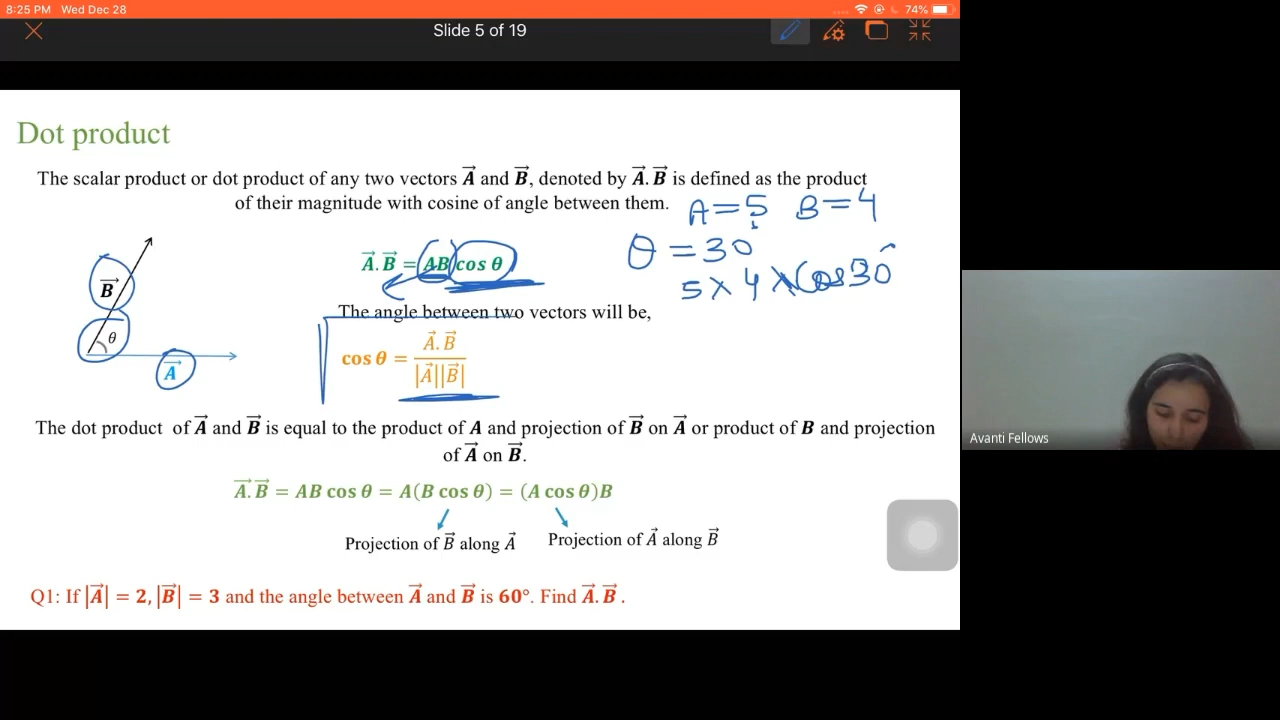 8:25 PM Wed Dec 28 74%
Slide 5 of 19
Dot product
The scalar product or dot product of any two vectors A⃗ and B⃗, denoted by A⃗.B⃗ is defined as the product
of their magnitude with cosine of angle between them.
A=5 B=4
θ=30
5×4×Cos30°
A⃗.B⃗ = AB cos θ
B⃗
θ
A⃗
The angle between two vectors will be,
cos θ = A⃗.B⃗ / |A⃗||B⃗|
Avanti Fellows
The dot product of A⃗ and B⃗ is equal to the product of A and projection of B⃗ on A⃗ or product of B and projection
of A⃗ on B⃗.
A⃗.B⃗ = AB cos θ = A(B cos θ) = (A cos θ)B
Projection of B⃗ along A⃗ Projection of A⃗ along B⃗
Q1: If |A⃗| = 2, |B⃗| = 3 and the angle between A⃗ and B⃗ is 60°. Find A⃗.B⃗ .